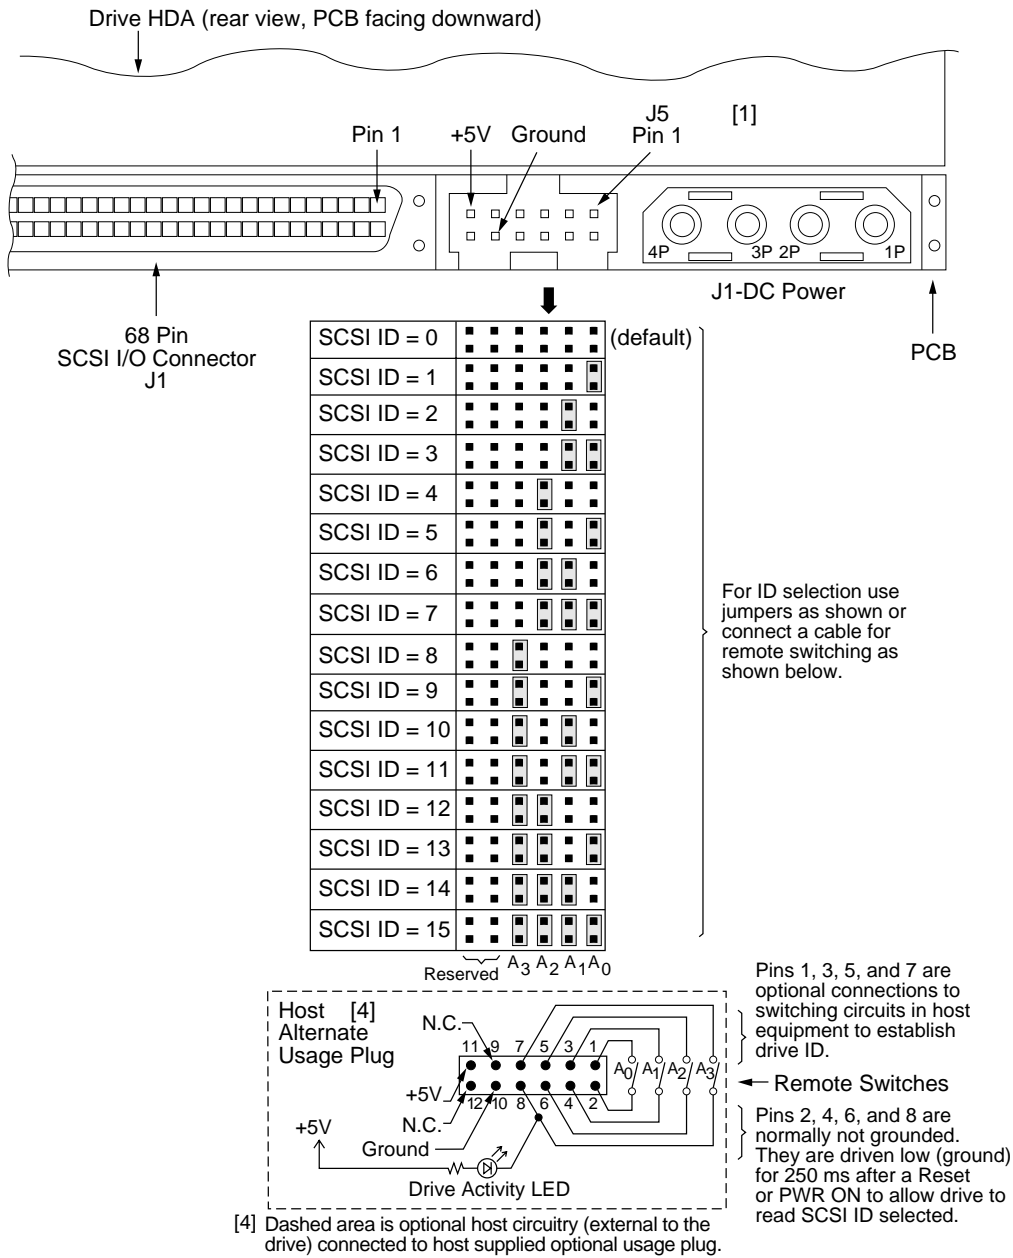 Drive HDA (rear view, PCB facing downward)
J5 [1]
Pin 1 +5V Ground Pin 1
4P 3P 2P 1P
J1-DC Power
68 Pin
SCSI I/O Connector
J1
PCB
SCSI ID = 0 (default)
SCSI ID = 1
SCSI ID = 2
SCSI ID = 3
SCSI ID = 4
SCSI ID = 5
SCSI ID = 6
SCSI ID = 7
SCSI ID = 8
SCSI ID = 9
SCSI ID = 10
SCSI ID = 11
SCSI ID = 12
SCSI ID = 13
SCSI ID = 14
SCSI ID = 15
For ID selection use
jumpers as shown or
connect a cable for
remote switching as
shown below.
Reserved A3 A2 A1 A0
Host [4]
Alternate
Usage Plug
N.C.
11 9 7 5 3 1
A0 A1 A2 A3
+5V
12 10 8 6 4 2
N.C.
+5V
Ground
Drive Activity LED
Pins 1, 3, 5, and 7 are
optional connections to
switching circuits in host
equipment to establish
drive ID.
Remote Switches
Pins 2, 4, 6, and 8 are
normally not grounded.
They are driven low (ground)
for 250 ms after a Reset
or PWR ON to allow drive to
read SCSI ID selected.
[4] Dashed area is optional host circuitry (external to the
drive) connected to host supplied optional usage plug.